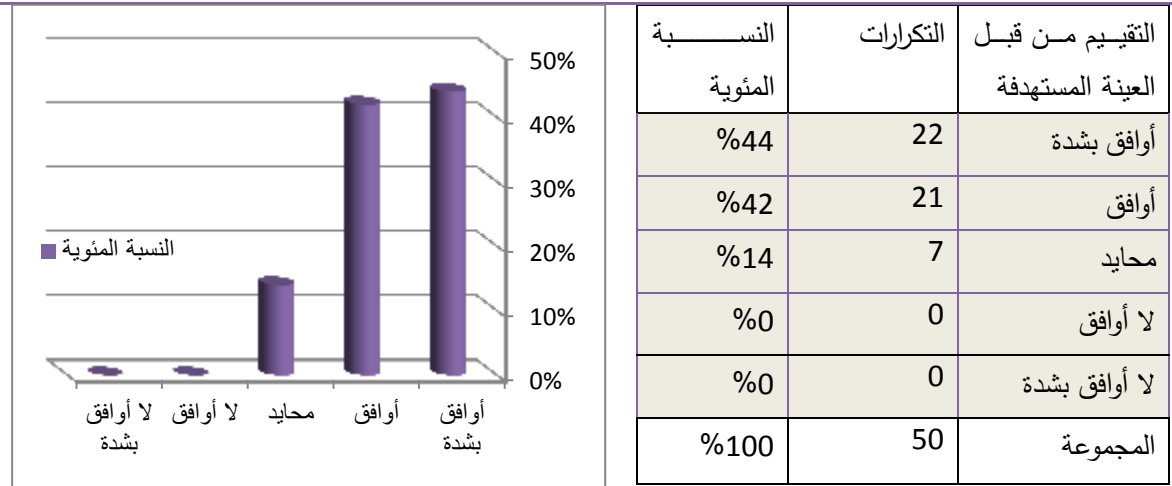 التقييم من قبل العينة المستهدفة	التكرارات	النسبة المئوية
أوافق بشدة	22	%44
أوافق	21	%42
محايد	7	%14
لا أوافق	0	%0
لا أوافق بشدة	0	%0
المجموعة	50	%100
50%
40%
30%
20%
10%
0%
النسبة المئوية
أوافق بشدة
أوافق
محايد
لا أوافق
لا أوافق بشدة